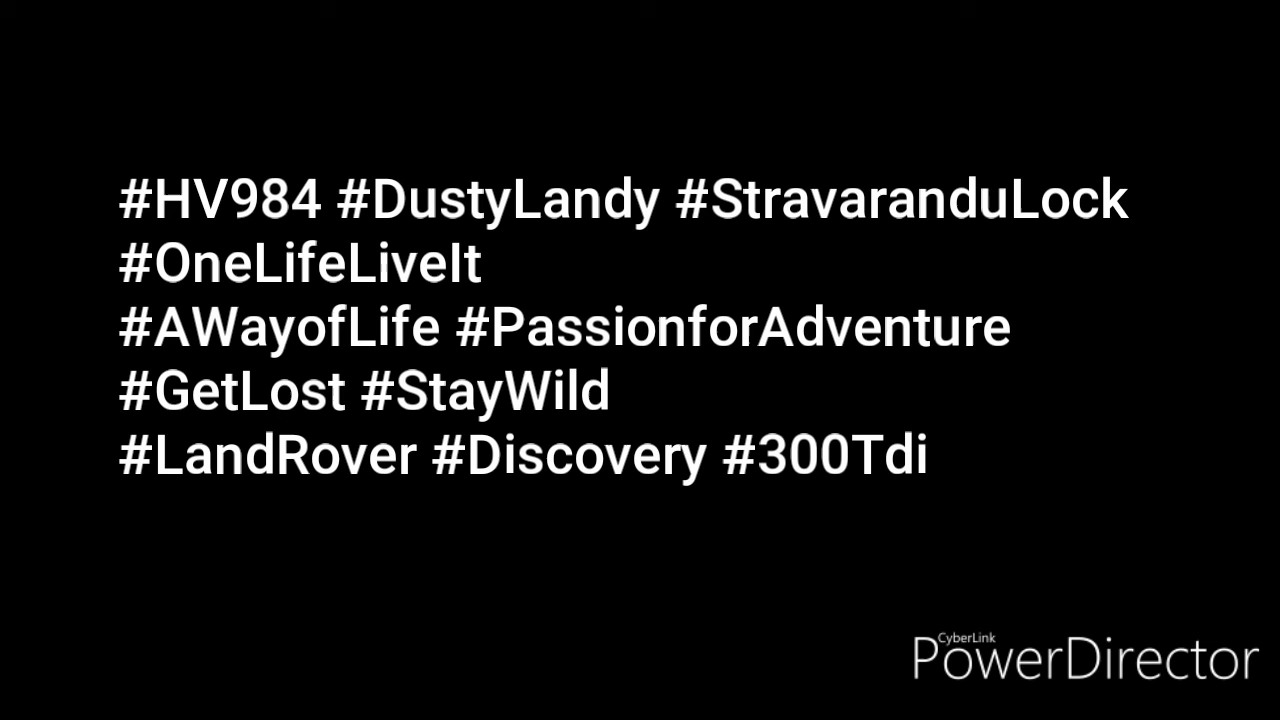 #HV984 #DustyLandy #StravaranduLock
#OneLifeLiveIt
#AWayofLife #PassionforAdventure
#GetLost #StayWild
#LandRover #Discovery #300Tdi
CyberLink
PowerDirector